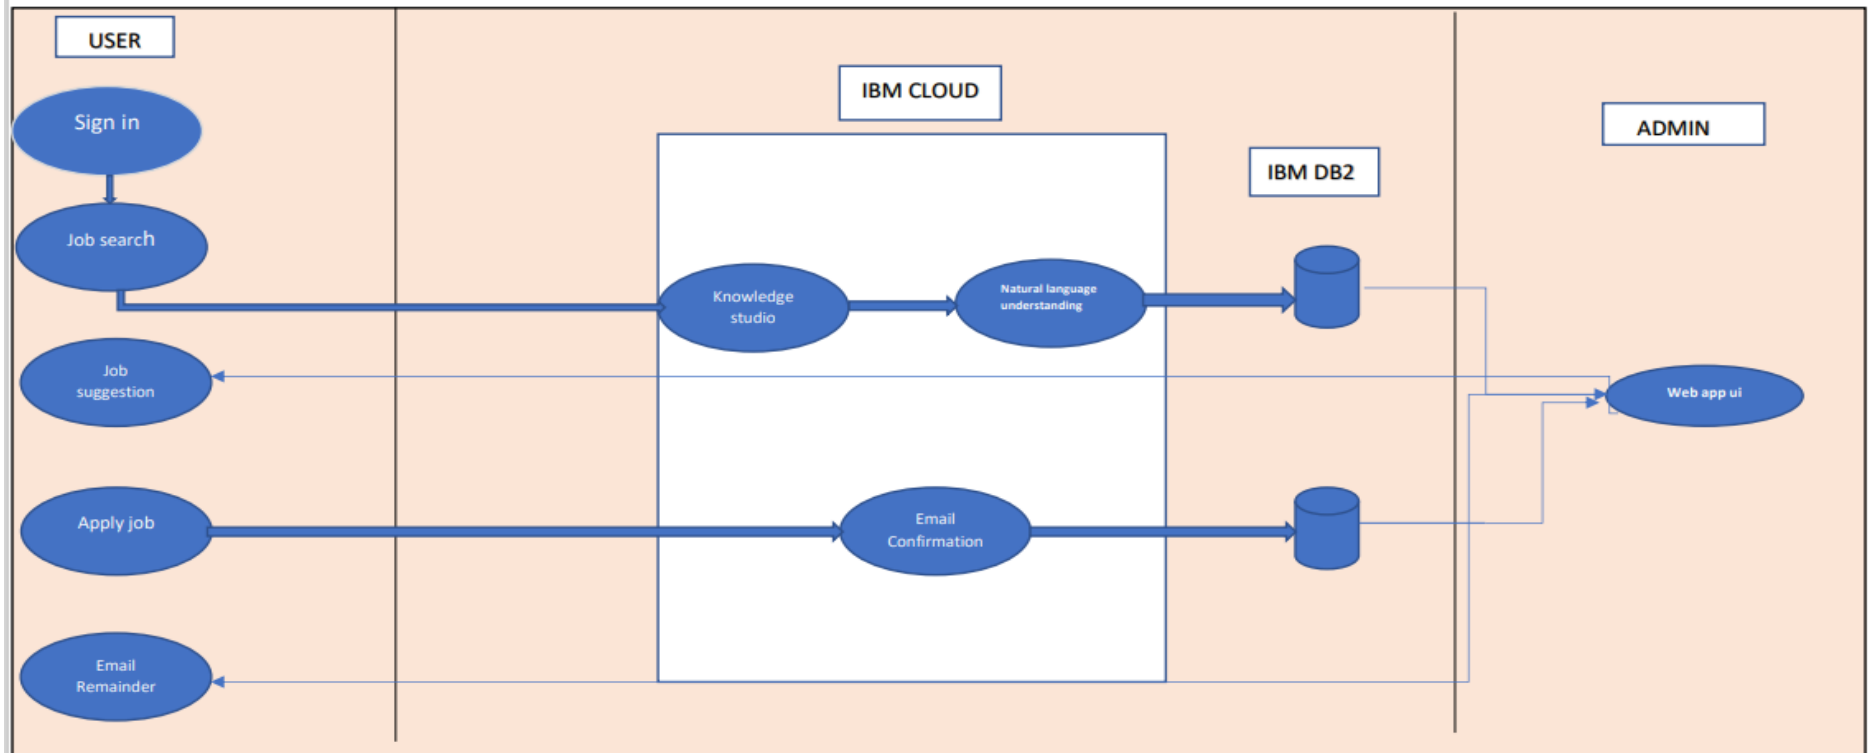 USER
IBM CLOUD
ADMIN
Sign in
IBM DB2
Job search
Knowledge
studio
Natural language
understanding
Job
suggestion
Web app ui
Apply job
Email
Confirmation
Email
Remainder